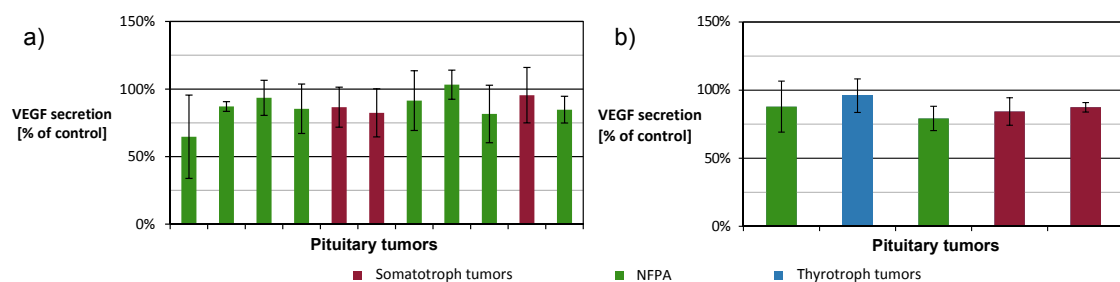 a)
150%
100%
50%
0%
VEGF secretion
[% of control]
Pituitary tumors
b)
150%
100%
50%
0%
VEGF secretion
[% of control]
Pituitary tumors
Somatotroph tumors
NFPA
Thyrotroph tumors